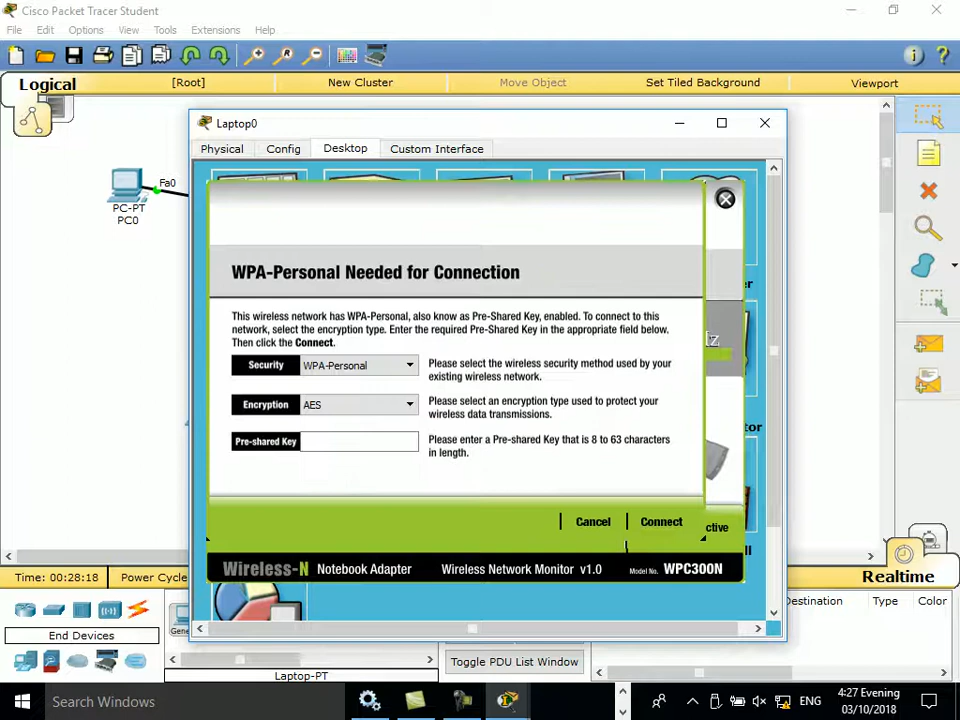 Cisco Packet Tracer Student
File Edit Options View Tools Extensions Help
Logical [Root] New Cluster Move Object Set Tiled Background Viewport
Laptop0
Physical Config Desktop Custom Interface
Fa0
PC-PT
PC0
WPA-Personal Needed for Connection
This wireless network has WPA-Personal, also know as Pre-Shared Key, enabled. To connect to this
network, select the encryption type. Enter the required Pre-Shared Key in the appropriate field below.
Then click the Connect.
Security WPA-Personal Please select the wireless security method used by your
existing wireless network.
Encryption AES Please select an encryption type used to protect your
wireless data transmissions.
Pre-shared Key Please enter a Pre-shared Key that is 8 to 63 characters
in length.
Cancel Connect
ctive
Wireless-N Notebook Adapter Wireless Network Monitor v1.0 Model No. WPC300N
Time: 00:28:18 Power Cycle Realtime
End Devices
Destination Type Color
Toggle PDU List Window
Laptop-PT
Search Windows
ENG
4:27 Evening
03/10/2018